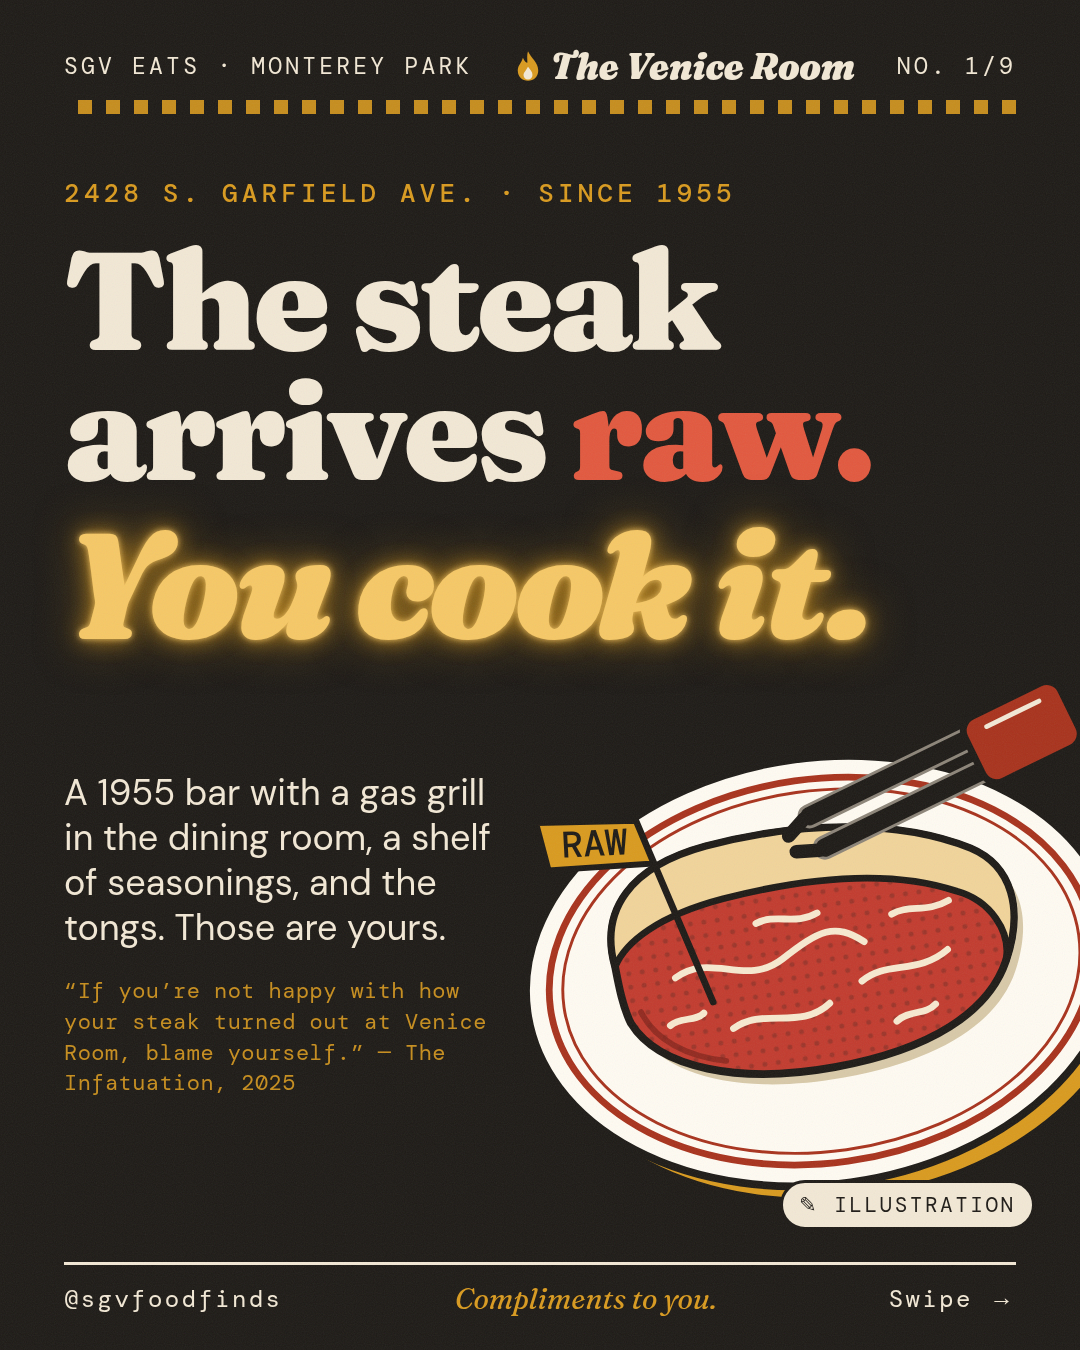 SGV EATS · MONTEREY PARK
The Venice Room
NO. 1/9
2428 S. GARFIELD AVE. · SINCE 1955
The steak
arrives raw.
You cook it.
A 1955 bar with a gas grill
in the dining room, a shelf
of seasonings, and the
tongs. Those are yours.
“If you’re not happy with how
your steak turned out at Venice
Room, blame yourself.” — The
Infatuation, 2025
RAW
✎ ILLUSTRATION
@sgvfoodfinds
Compliments to you.
Swipe →